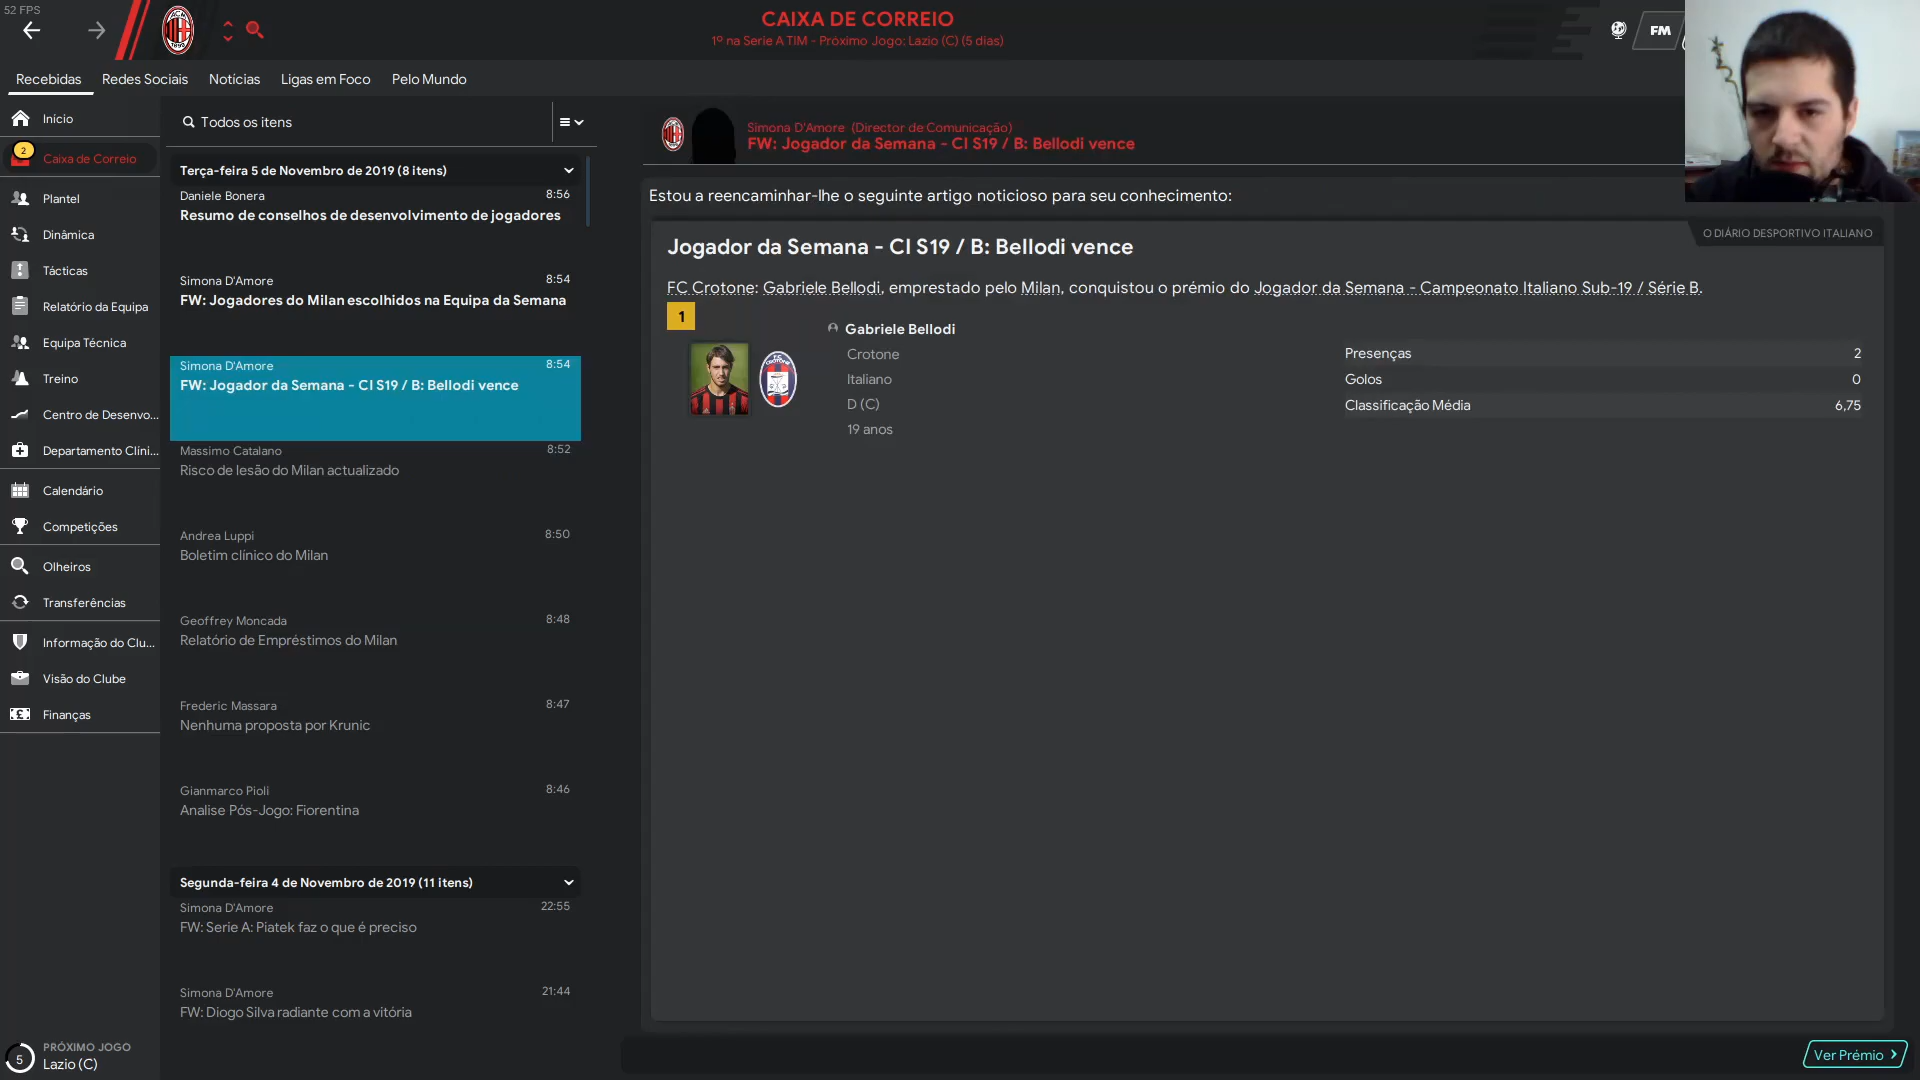 52 FPS
CAIXA DE CORREIO
1º na Serie A TIM - Próximo Jogo: Lazio (C) (5 dias)
FM
Recebidas
Redes Sociais
Notícias
Ligas em Foco
Pelo Mundo
Início
2
Caixa de Correio
Plantel
Dinâmica
Tácticas
Relatório da Equipa
Equipa Técnica
Treino
Centro de Desenvo...
Departamento Clíni...
Calendário
Competições
Olheiros
Transferências
Informação do Clu...
Visão do Clube
Finanças
5
PRÓXIMO JOGO
Lazio (C)
Todos os itens
Terça-feira 5 de Novembro de 2019 (8 itens)
Daniele Bonera 8:56
Resumo de conselhos de desenvolvimento de jogadores
Simona D'Amore 8:54
FW: Jogadores do Milan escolhidos na Equipa da Semana
Simona D'Amore 8:54
FW: Jogador da Semana - CI S19 / B: Bellodi vence
Massimo Catalano 8:52
Risco de lesão do Milan actualizado
Andrea Luppi 8:50
Boletim clínico do Milan
Geoffrey Moncada 8:48
Relatório de Empréstimos do Milan
Frederic Massara 8:47
Nenhuma proposta por Krunic
Gianmarco Pioli 8:46
Analise Pós-Jogo: Fiorentina
Segunda-feira 4 de Novembro de 2019 (11 itens)
Simona D'Amore 22:55
FW: Serie A: Piatek faz o que é preciso
Simona D'Amore 21:44
FW: Diogo Silva radiante com a vitória
Simona D'Amore (Director de Comunicação)
FW: Jogador da Semana - CI S19 / B: Bellodi vence
Estou a reencaminhar-lhe o seguinte artigo noticioso para seu conhecimento:
O DIÁRIO DESPORTIVO ITALIANO
Jogador da Semana - CI S19 / B: Bellodi vence
FC Crotone: Gabriele Bellodi, emprestado pelo Milan, conquistou o prémio do Jogador da Semana - Campeonato Italiano Sub-19 / Série B.
1
Gabriele Bellodi
Crotone
Italiano
D (C)
19 anos
Presenças 2
Golos 0
Classificação Média 6,75
Ver Prémio